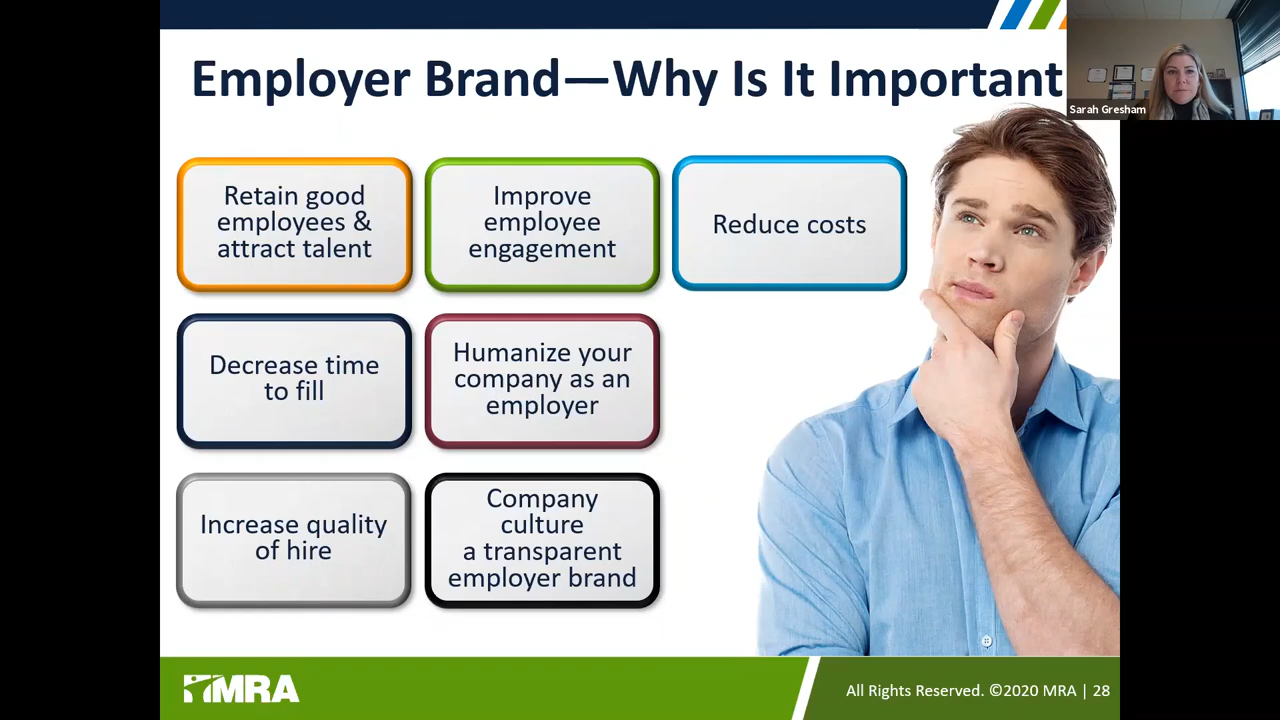 Employer Brand—Why Is It Important
Sarah Gresham
Retain good
employees &
attract talent
Improve
employee
engagement
Reduce costs
Decrease time
to fill
Humanize your
company as an
employer
Increase quality
of hire
Company
culture
a transparent
employer brand
MRA
All Rights Reserved. ©2020 MRA | 28